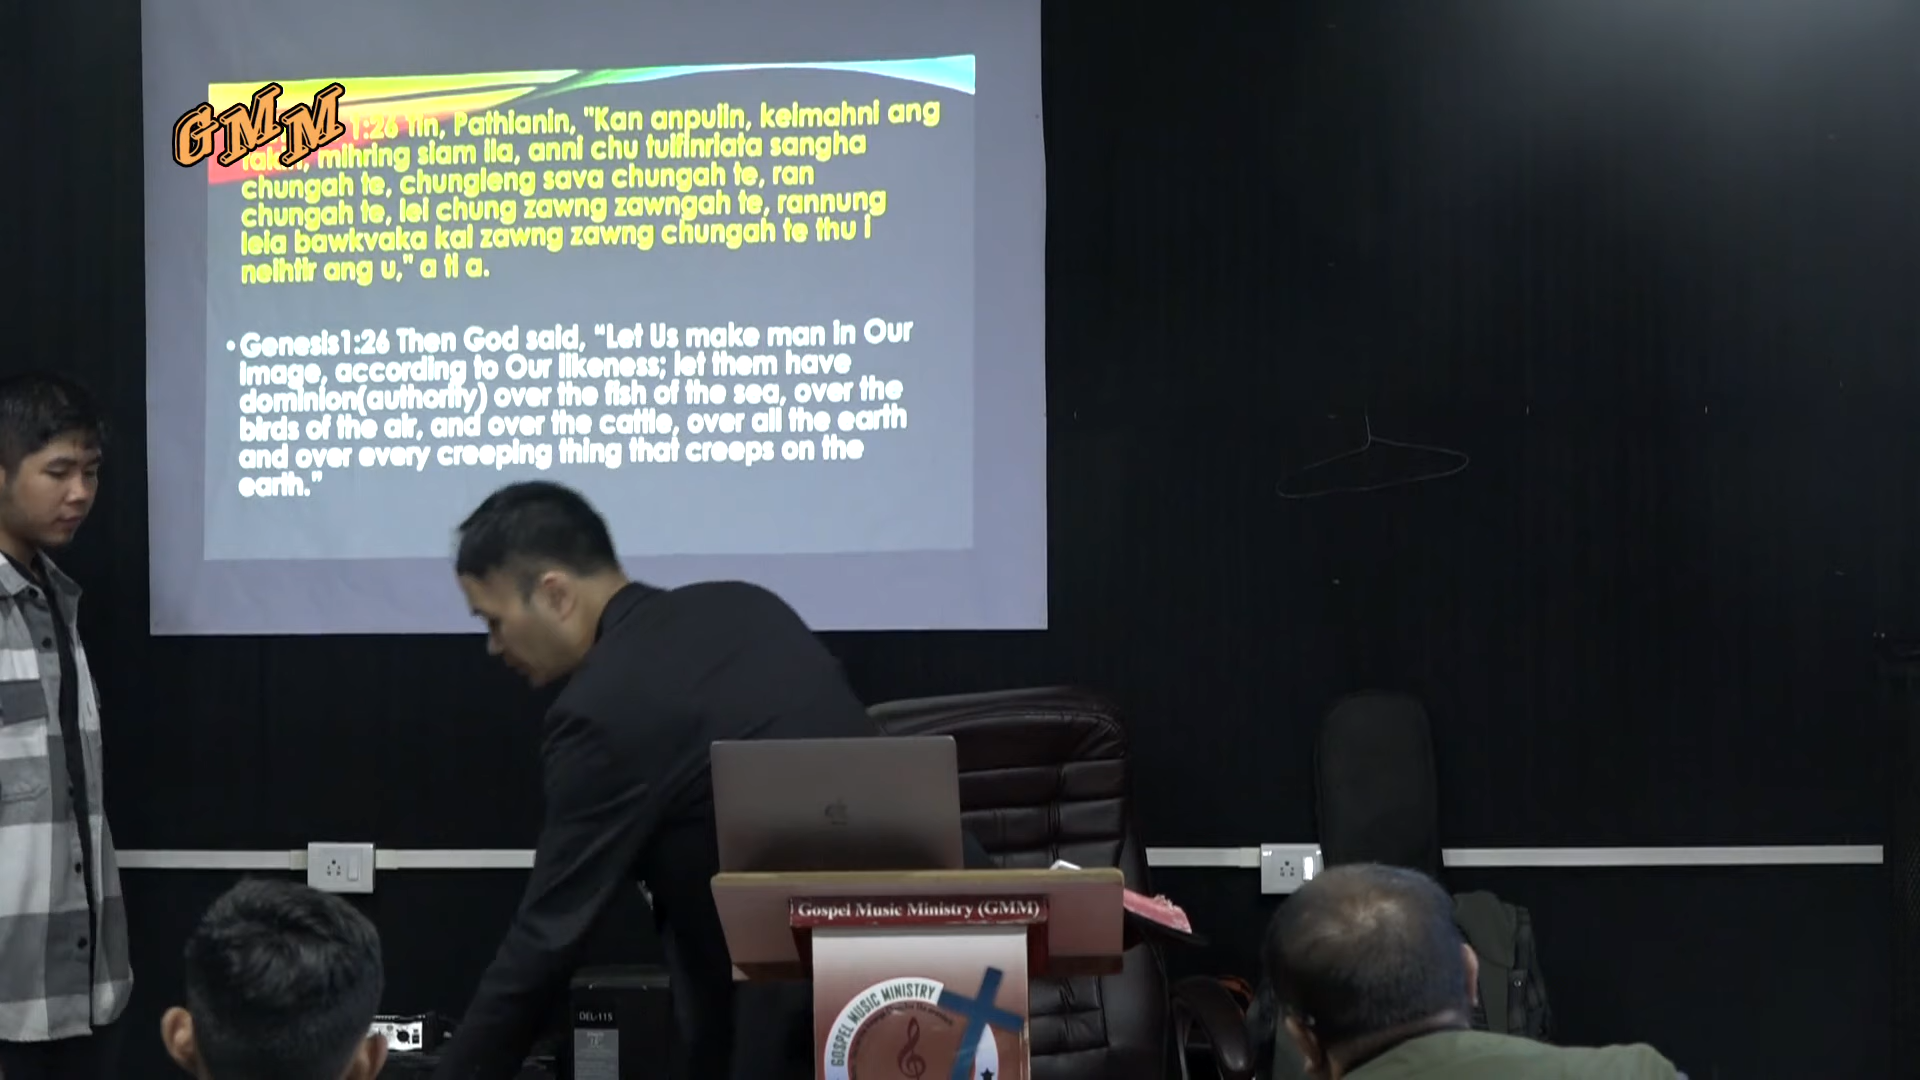 GMM
1:26 Tin, Pathianin, "Kan anpuiin, keimahni ang
takin, mihring siam ila, anni chu tuifinriata sangha
chungah te, chungleng sava chungah te, ran
chungah te, lei chung zawng zawngah te, rannung
leia bawkvaka kal zawng zawng chungah te thu i
neihtir ang u," a ti a.
• Genesis1:26 Then God said, “Let Us make man in Our
image, according to Our likeness; let them have
dominion(authority) over the fish of the sea, over the
birds of the air, and over the cattle, over all the earth
and over every creeping thing that creeps on the
earth.”
Gospel Music Ministry (GMM)
GOSPEL MUSIC MINISTRY
DEL-115